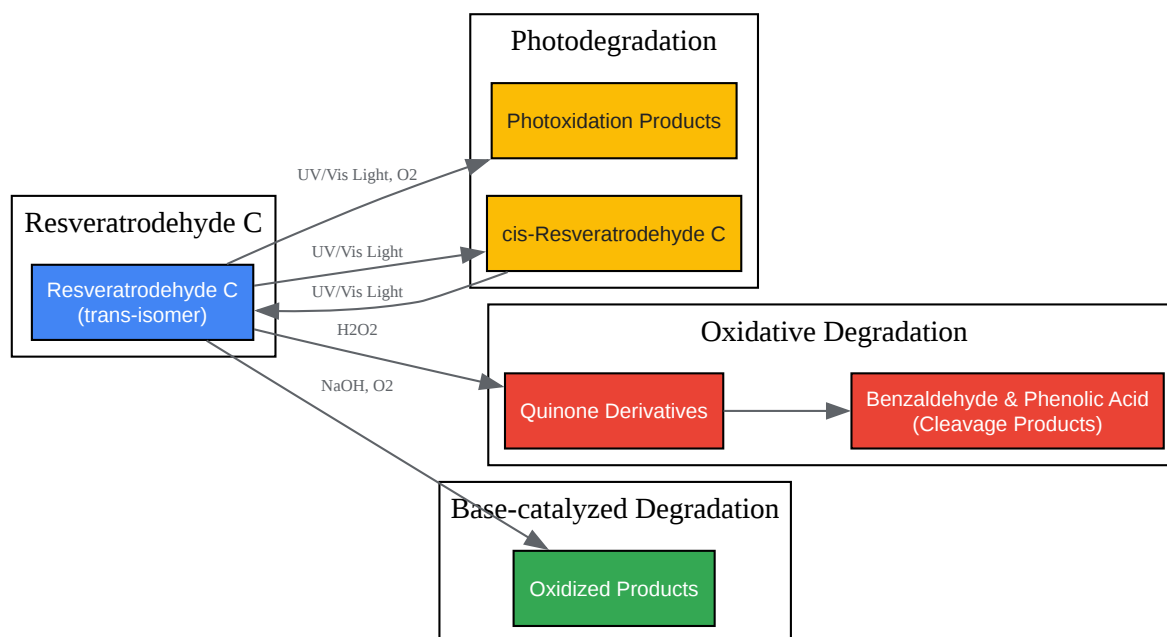 Photodegradation
Photoxidation Products
UV/Vis Light, O2
Resveratrodehyde C
cis-Resveratrodehyde C
UV/Vis Light
Resveratrodehyde C
(trans-isomer)
UV/Vis Light
H2O2
Oxidative Degradation
NaOH, O2
Quinone Derivatives
Benzaldehyde & Phenolic Acid
(Cleavage Products)
Base-catalyzed Degradation
Oxidized Products